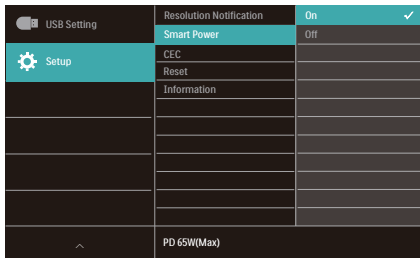 USB Setting
Setup
Resolution Notification
Smart Power
CEC
Reset
Information
On
Off
PD 65W(Max)